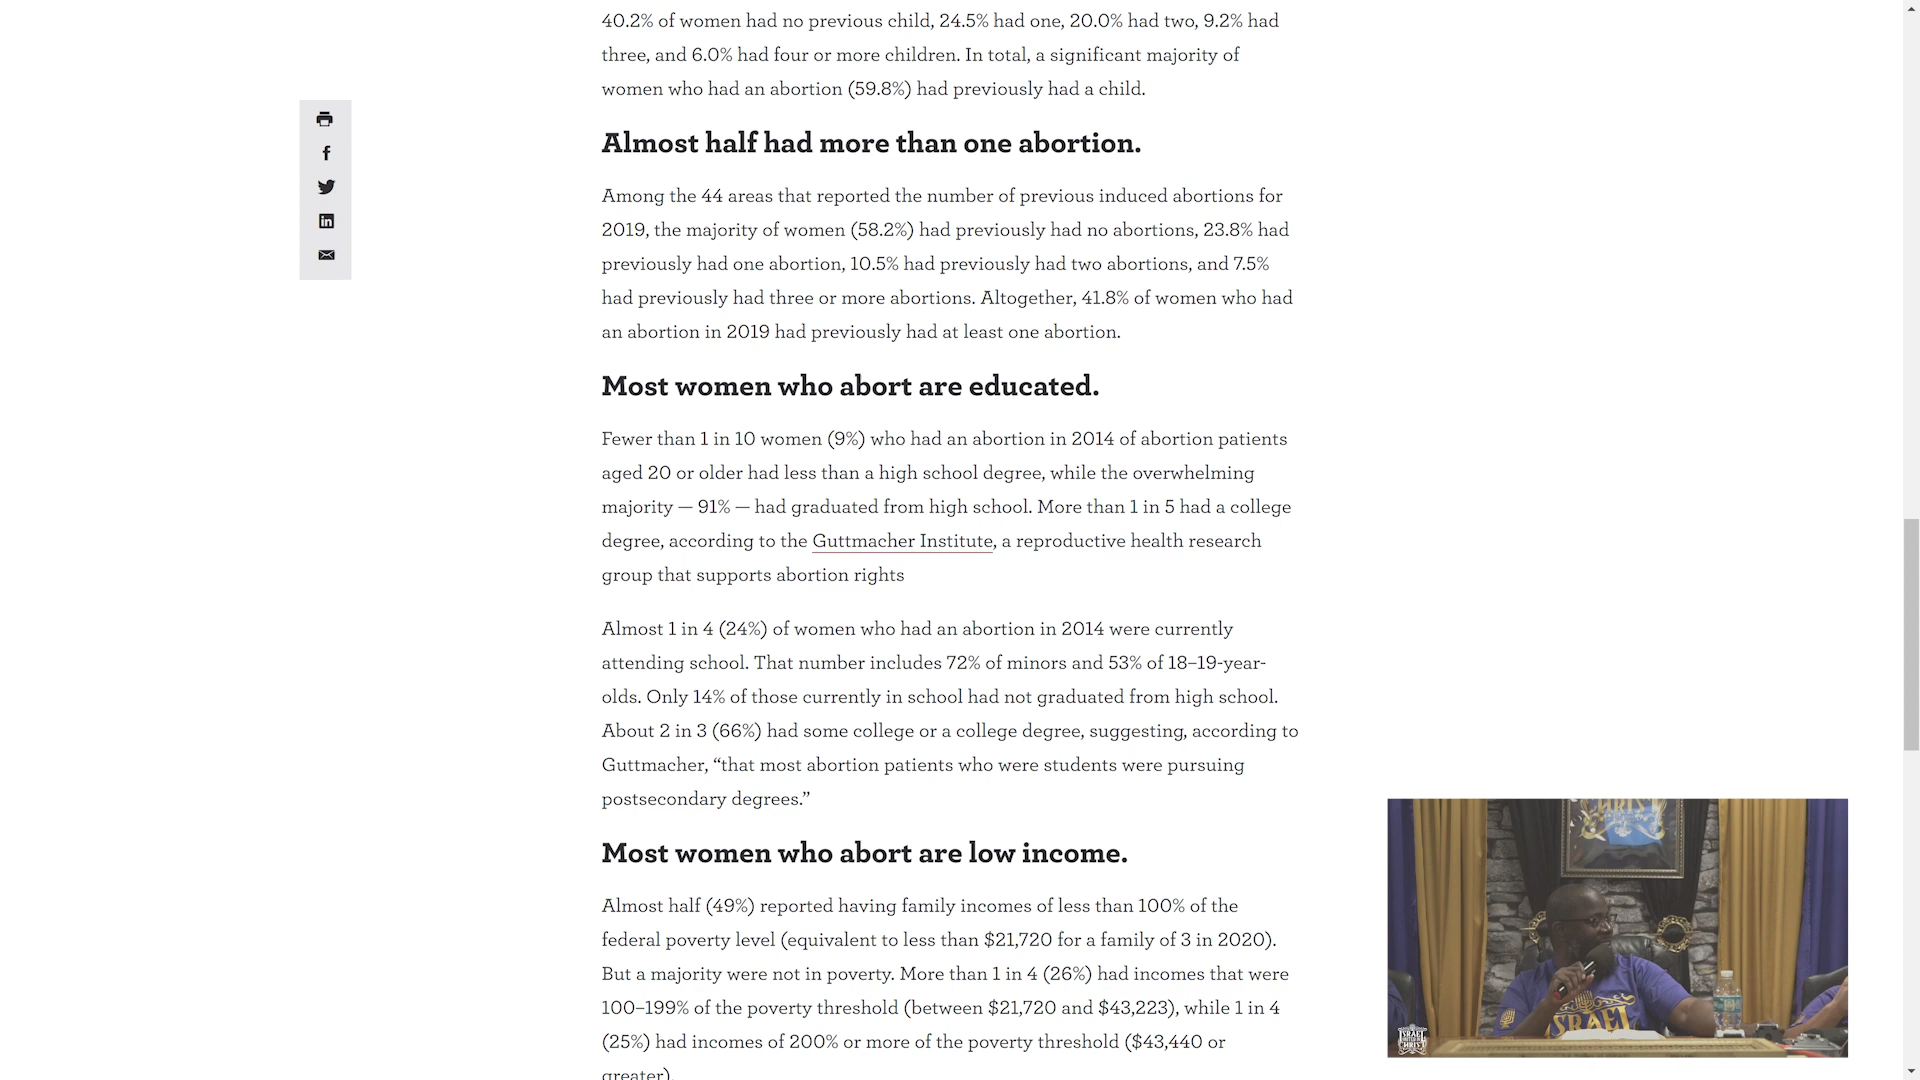 40.2% of women had no previous child, 24.5% had one, 20.0% had two, 9.2% had
three, and 6.0% had four or more children. In total, a significant majority of
women who had an abortion (59.8%) had previously had a child.
Almost half had more than one abortion.
Among the 44 areas that reported the number of previous induced abortions for
2019, the majority of women (58.2%) had previously had no abortions, 23.8% had
previously had one abortion, 10.5% had previously had two abortions, and 7.5%
had previously had three or more abortions. Altogether, 41.8% of women who had
an abortion in 2019 had previously had at least one abortion.
Most women who abort are educated.
Fewer than 1 in 10 women (9%) who had an abortion in 2014 of abortion patients
aged 20 or older had less than a high school degree, while the overwhelming
majority — 91% — had graduated from high school. More than 1 in 5 had a college
degree, according to the Guttmacher Institute, a reproductive health research
group that supports abortion rights
Almost 1 in 4 (24%) of women who had an abortion in 2014 were currently
attending school. That number includes 72% of minors and 53% of 18–19-year-
olds. Only 14% of those currently in school had not graduated from high school.
About 2 in 3 (66%) had some college or a college degree, suggesting, according to
Guttmacher, “that most abortion patients who were students were pursuing
postsecondary degrees.”
Most women who abort are low income.
Almost half (49%) reported having family incomes of less than 100% of the
federal poverty level (equivalent to less than $21,720 for a family of 3 in 2020).
But a majority were not in poverty. More than 1 in 4 (26%) had incomes that were
100–199% of the poverty threshold (between $21,720 and $43,223), while 1 in 4
(25%) had incomes of 200% or more of the poverty threshold ($43,440 or
greater).
CHRIST
ISRAEL
ISRAEL
UNITED IN
CHRIST